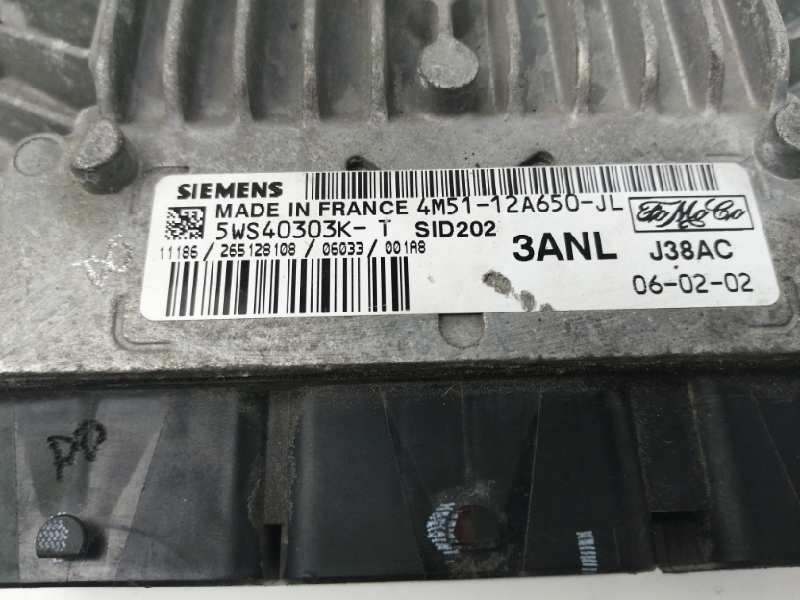 SIEMENS
MADE IN FRANCE 4M51-12A650-JL
FoMoCo
5WS40303K-T SID202
11186/265128108/06033/001A8
3ANL J38AC
06-02-02